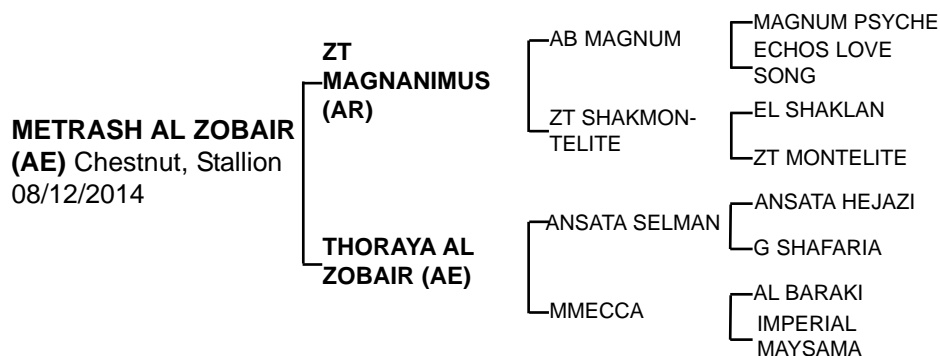 METRASH AL ZOBAIR
(AE) Chestnut, Stallion
08/12/2014
ZT
MAGNANIMUS
(AR)
THORAYA AL
ZOBAIR (AE)
AB MAGNUM
ZT SHAKMON-
TELITE
ANSATA SELMAN
MMECCA
MAGNUM PSYCHE
ECHOS LOVE
SONG
EL SHAKLAN
ZT MONTELITE
ANSATA HEJAZI
G SHAFARIA
AL BARAKI
IMPERIAL
MAYSAMA